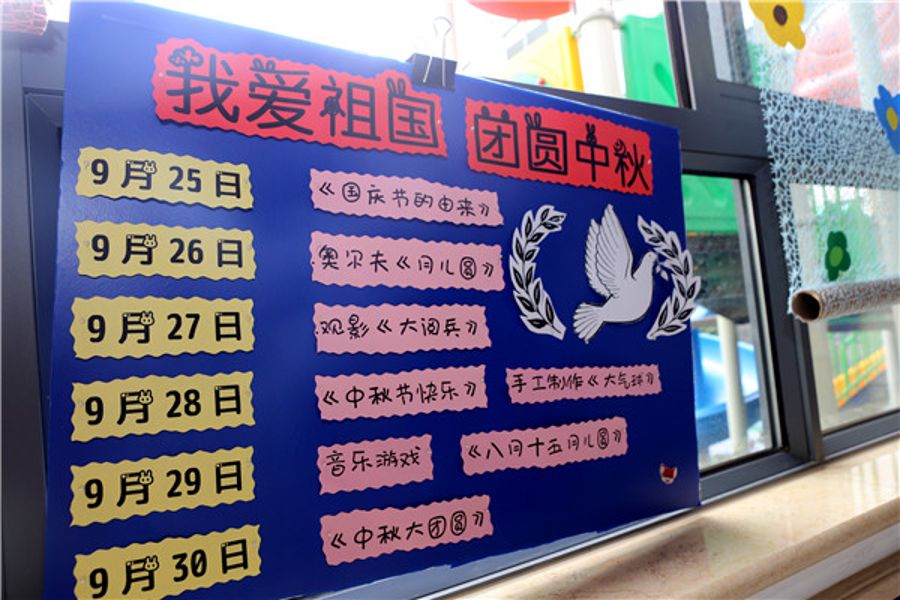 我爱祖国 团圆中秋
9月25日 《国庆节的由来》
9月26日 奥尔夫《月儿圆》
9月27日 观影《大阅兵》
9月28日 《中秋节快乐》 手工制作《大气球》
9月29日 音乐游戏 《八月十五月儿圆》
9月30日 《中秋大团圆》